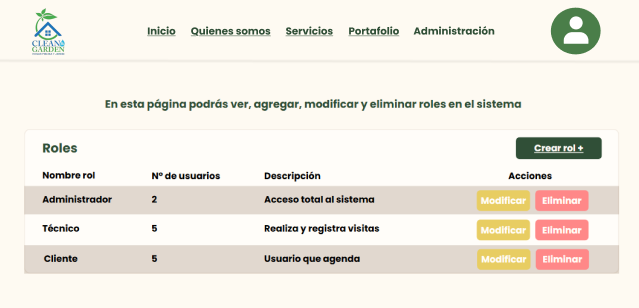 CLEAN
GARDEN
Inicio Quienes somos Servicios Portafolio Administración
En esta página podrás ver, agregar, modificar y eliminar roles en el sistema
Roles Crear rol +
Nombre rol N° de usuarios Descripción Acciones
Administrador 2 Acceso total al sistema Modificar Eliminar
Técnico 5 Realiza y registra visitas Modificar Eliminar
Cliente 5 Usuario que agenda Modificar Eliminar